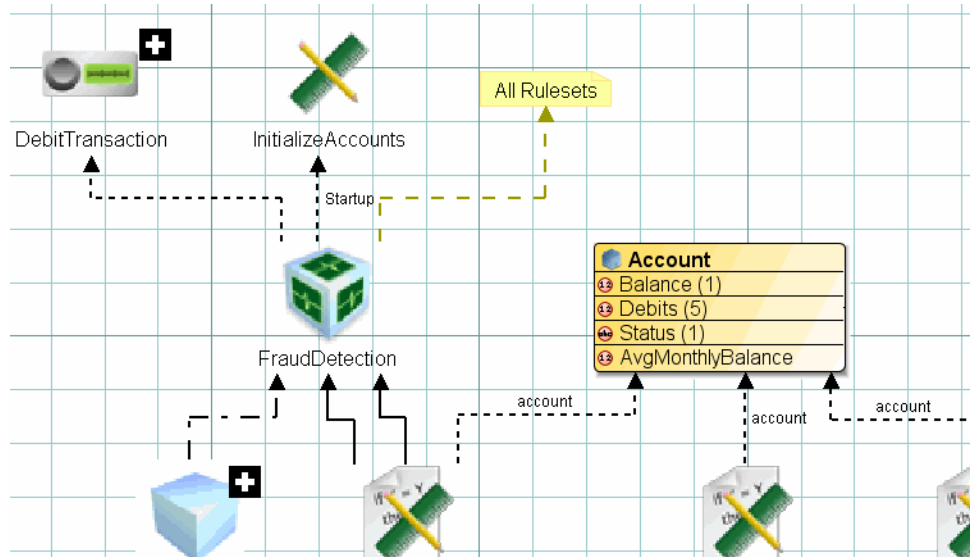 DebitTransaction
InitializeAccounts
All Rulesets
Startup
FraudDetection
Account
Balance (1)
Debits (5)
Status (1)
AvgMonthlyBalance
account
account
account